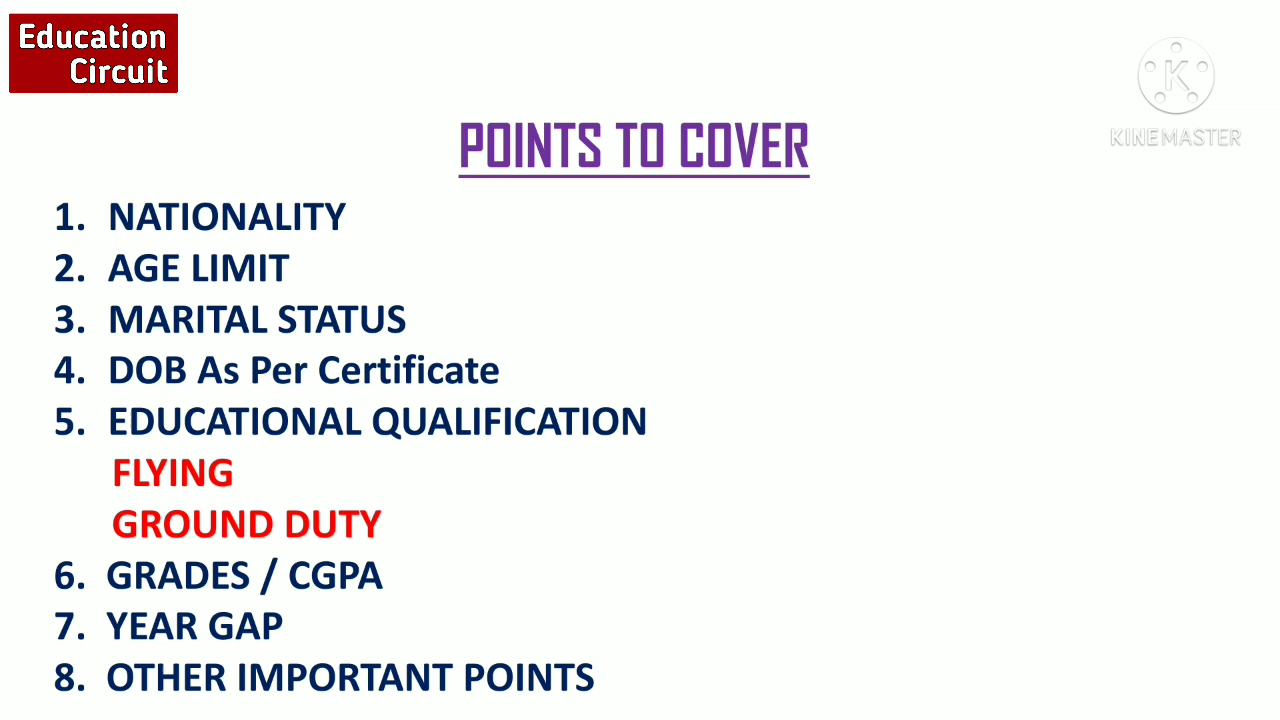 Education
Circuit
K
KINEMASTER
POINTS TO COVER
1. NATIONALITY
2. AGE LIMIT
3. MARITAL STATUS
4. DOB As Per Certificate
5. EDUCATIONAL QUALIFICATION
FLYING
GROUND DUTY
6. GRADES / CGPA
7. YEAR GAP
8. OTHER IMPORTANT POINTS